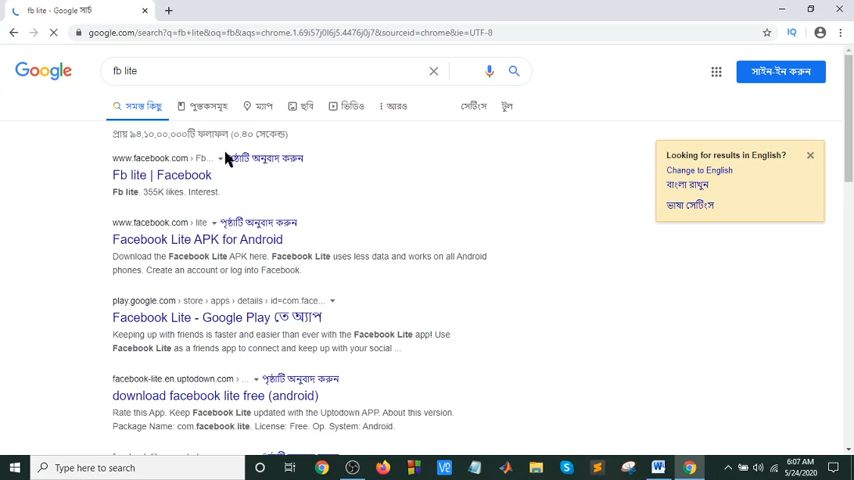 fb lite - Google সার্চ
google.com/search?q=fb+lite&oq=fb&aqs=chrome.1.69i57j0l6j5.4476j0j7&sourceid=chrome&ie=UTF-8
Google
fb lite
সাইন-ইন করুন
সমস্ত কিছু পুস্তকসমূহ ম্যাপ ছবি ভিডিও আরও সেটিংস টুল
প্রায় ৯৪,১০,০০,০০০টি ফলাফল (০.৪০ সেকেন্ড)
www.facebook.com › Fb... পৃষ্ঠাটি অনুবাদ করুন
Fb lite | Facebook
Fb lite. 355K likes. Interest.
www.facebook.com › lite পৃষ্ঠাটি অনুবাদ করুন
Facebook Lite APK for Android
Download the Facebook Lite APK here. Facebook Lite uses less data and works on all Android
phones. Create an account or log into Facebook.
play.google.com › store › apps › details › id=com.face...
Facebook Lite - Google Play তে অ্যাপ
Keeping up with friends is faster and easier than ever with the Facebook Lite app! Use
Facebook Lite as a friends app to connect and keep up with your social ...
facebook-lite.en.uptodown.com › ... পৃষ্ঠাটি অনুবাদ করুন
download facebook lite free (android)
Rate this App. Keep Facebook Lite updated with the Uptodown APP. About this version.
Package Name: com.facebook.lite. License: Free. Op. System: Android.
Looking for results in English?
Change to English
বাংলা রাখুন
ভাষা সেটিংস
Type here to search
6:07 AM
5/24/2020